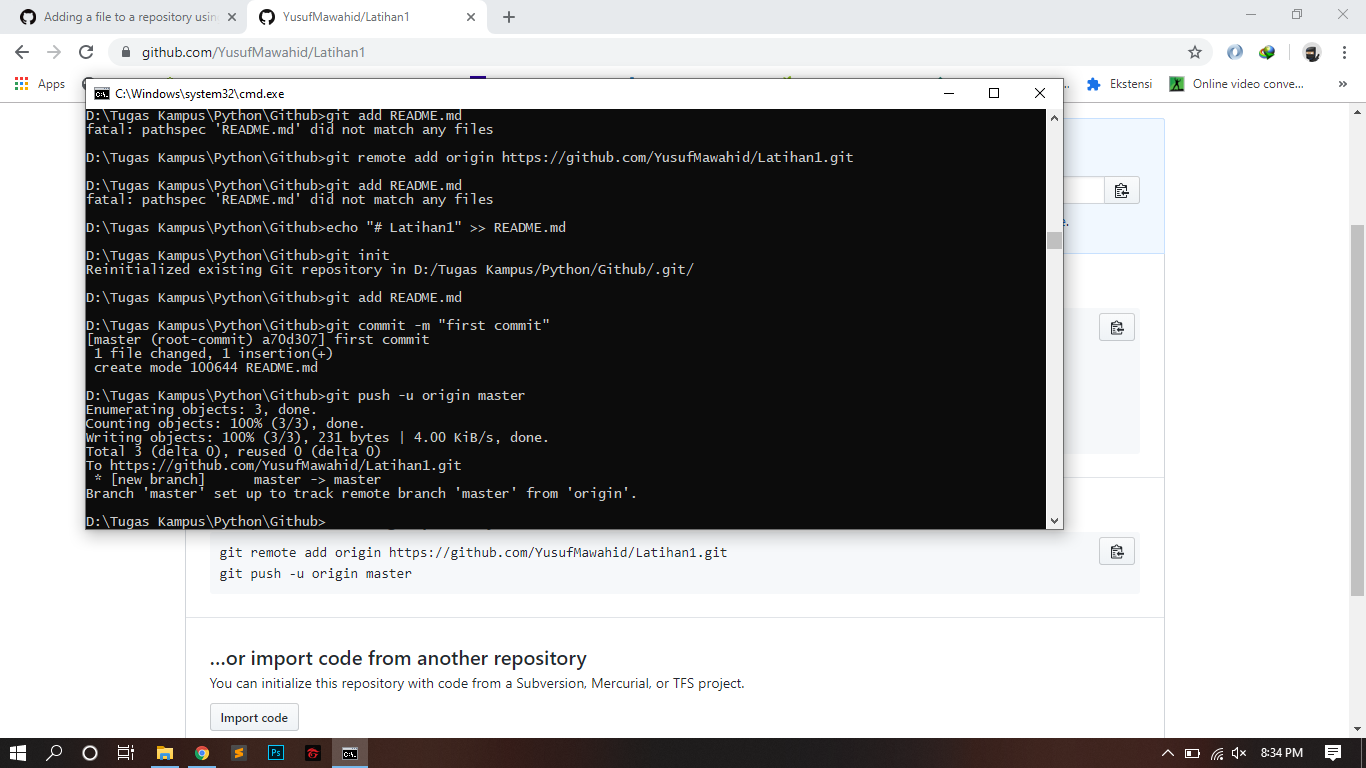 Adding a file to a repository usin
YusufMawahid/Latihan1
github.com/YusufMawahid/Latihan1
Apps
Ekstensi
Online video conve...
»
C:\Windows\system32\cmd.exe
D:\Tugas Kampus\Python\Github>git add README.md
fatal: pathspec 'README.md' did not match any files
D:\Tugas Kampus\Python\Github>git remote add origin https://github.com/YusufMawahid/Latihan1.git
D:\Tugas Kampus\Python\Github>git add README.md
fatal: pathspec 'README.md' did not match any files
D:\Tugas Kampus\Python\Github>echo "# Latihan1" >> README.md
D:\Tugas Kampus\Python\Github>git init
Reinitialized existing Git repository in D:/Tugas Kampus/Python/Github/.git/
D:\Tugas Kampus\Python\Github>git add README.md
D:\Tugas Kampus\Python\Github>git commit -m "first commit"
[master (root-commit) a70d307] first commit
1 file changed, 1 insertion(+)
create mode 100644 README.md
D:\Tugas Kampus\Python\Github>git push -u origin master
Enumerating objects: 3, done.
Counting objects: 100% (3/3), done.
Writing objects: 100% (3/3), 231 bytes | 4.00 KiB/s, done.
Total 3 (delta 0), reused 0 (delta 0)
To https://github.com/YusufMawahid/Latihan1.git
* [new branch]      master -> master
Branch 'master' set up to track remote branch 'master' from 'origin'.
D:\Tugas Kampus\Python\Github>
git remote add origin https://github.com/YusufMawahid/Latihan1.git
git push -u origin master
...or import code from another repository
You can initialize this repository with code from a Subversion, Mercurial, or TFS project.
Import code
Ps
8:34 PM